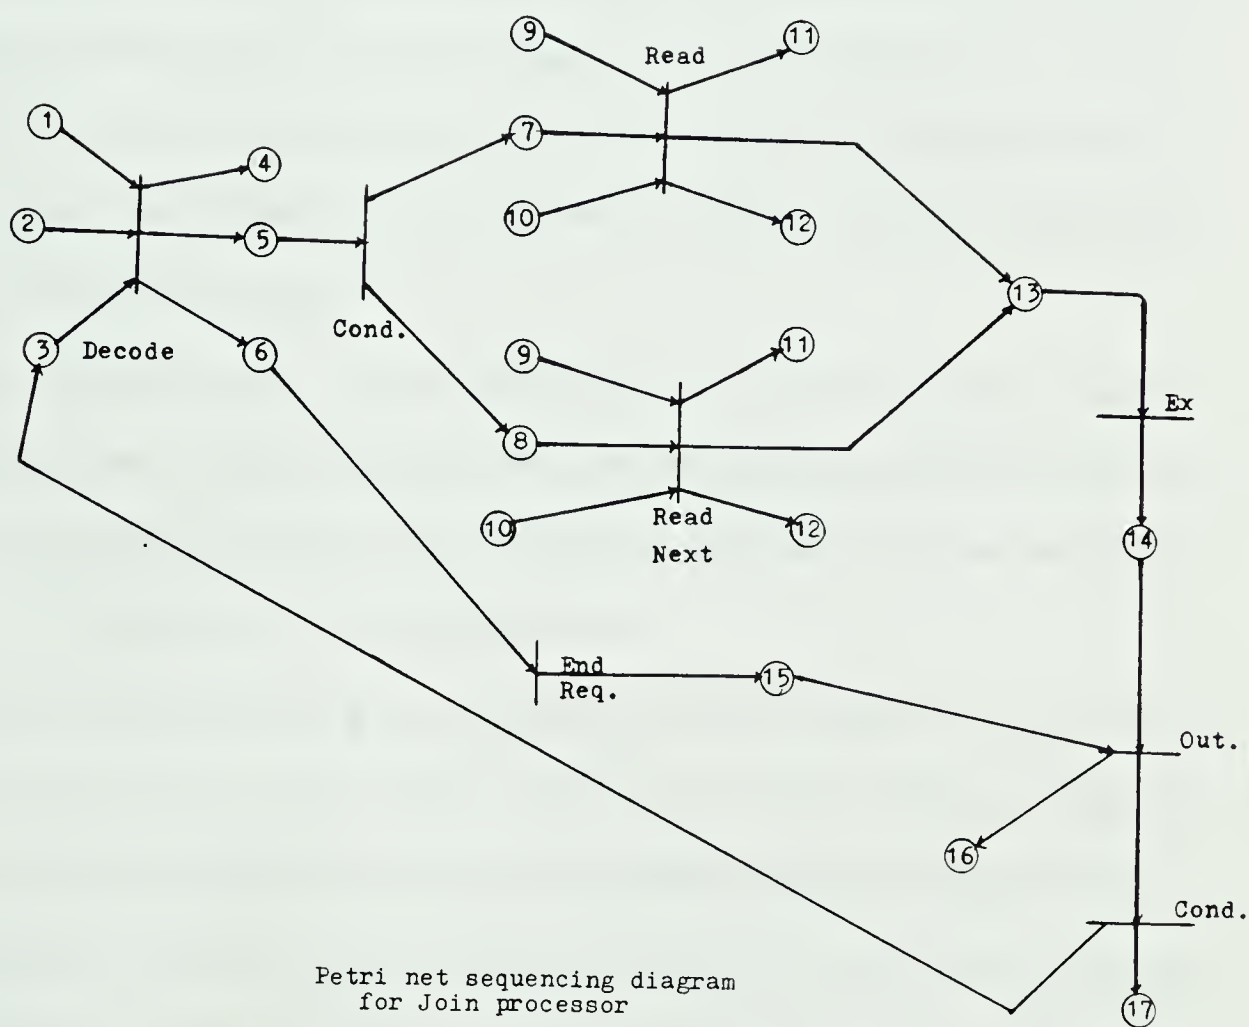 9
11
Read
1
7
4
2
5
10
12
13
Cond.
3
Decode
6
9
11
Ex
8
10
Read
Next
12
14
End
Req.
15
Out.
16
Cond.
Petri net sequencing diagram
for Join processor
17